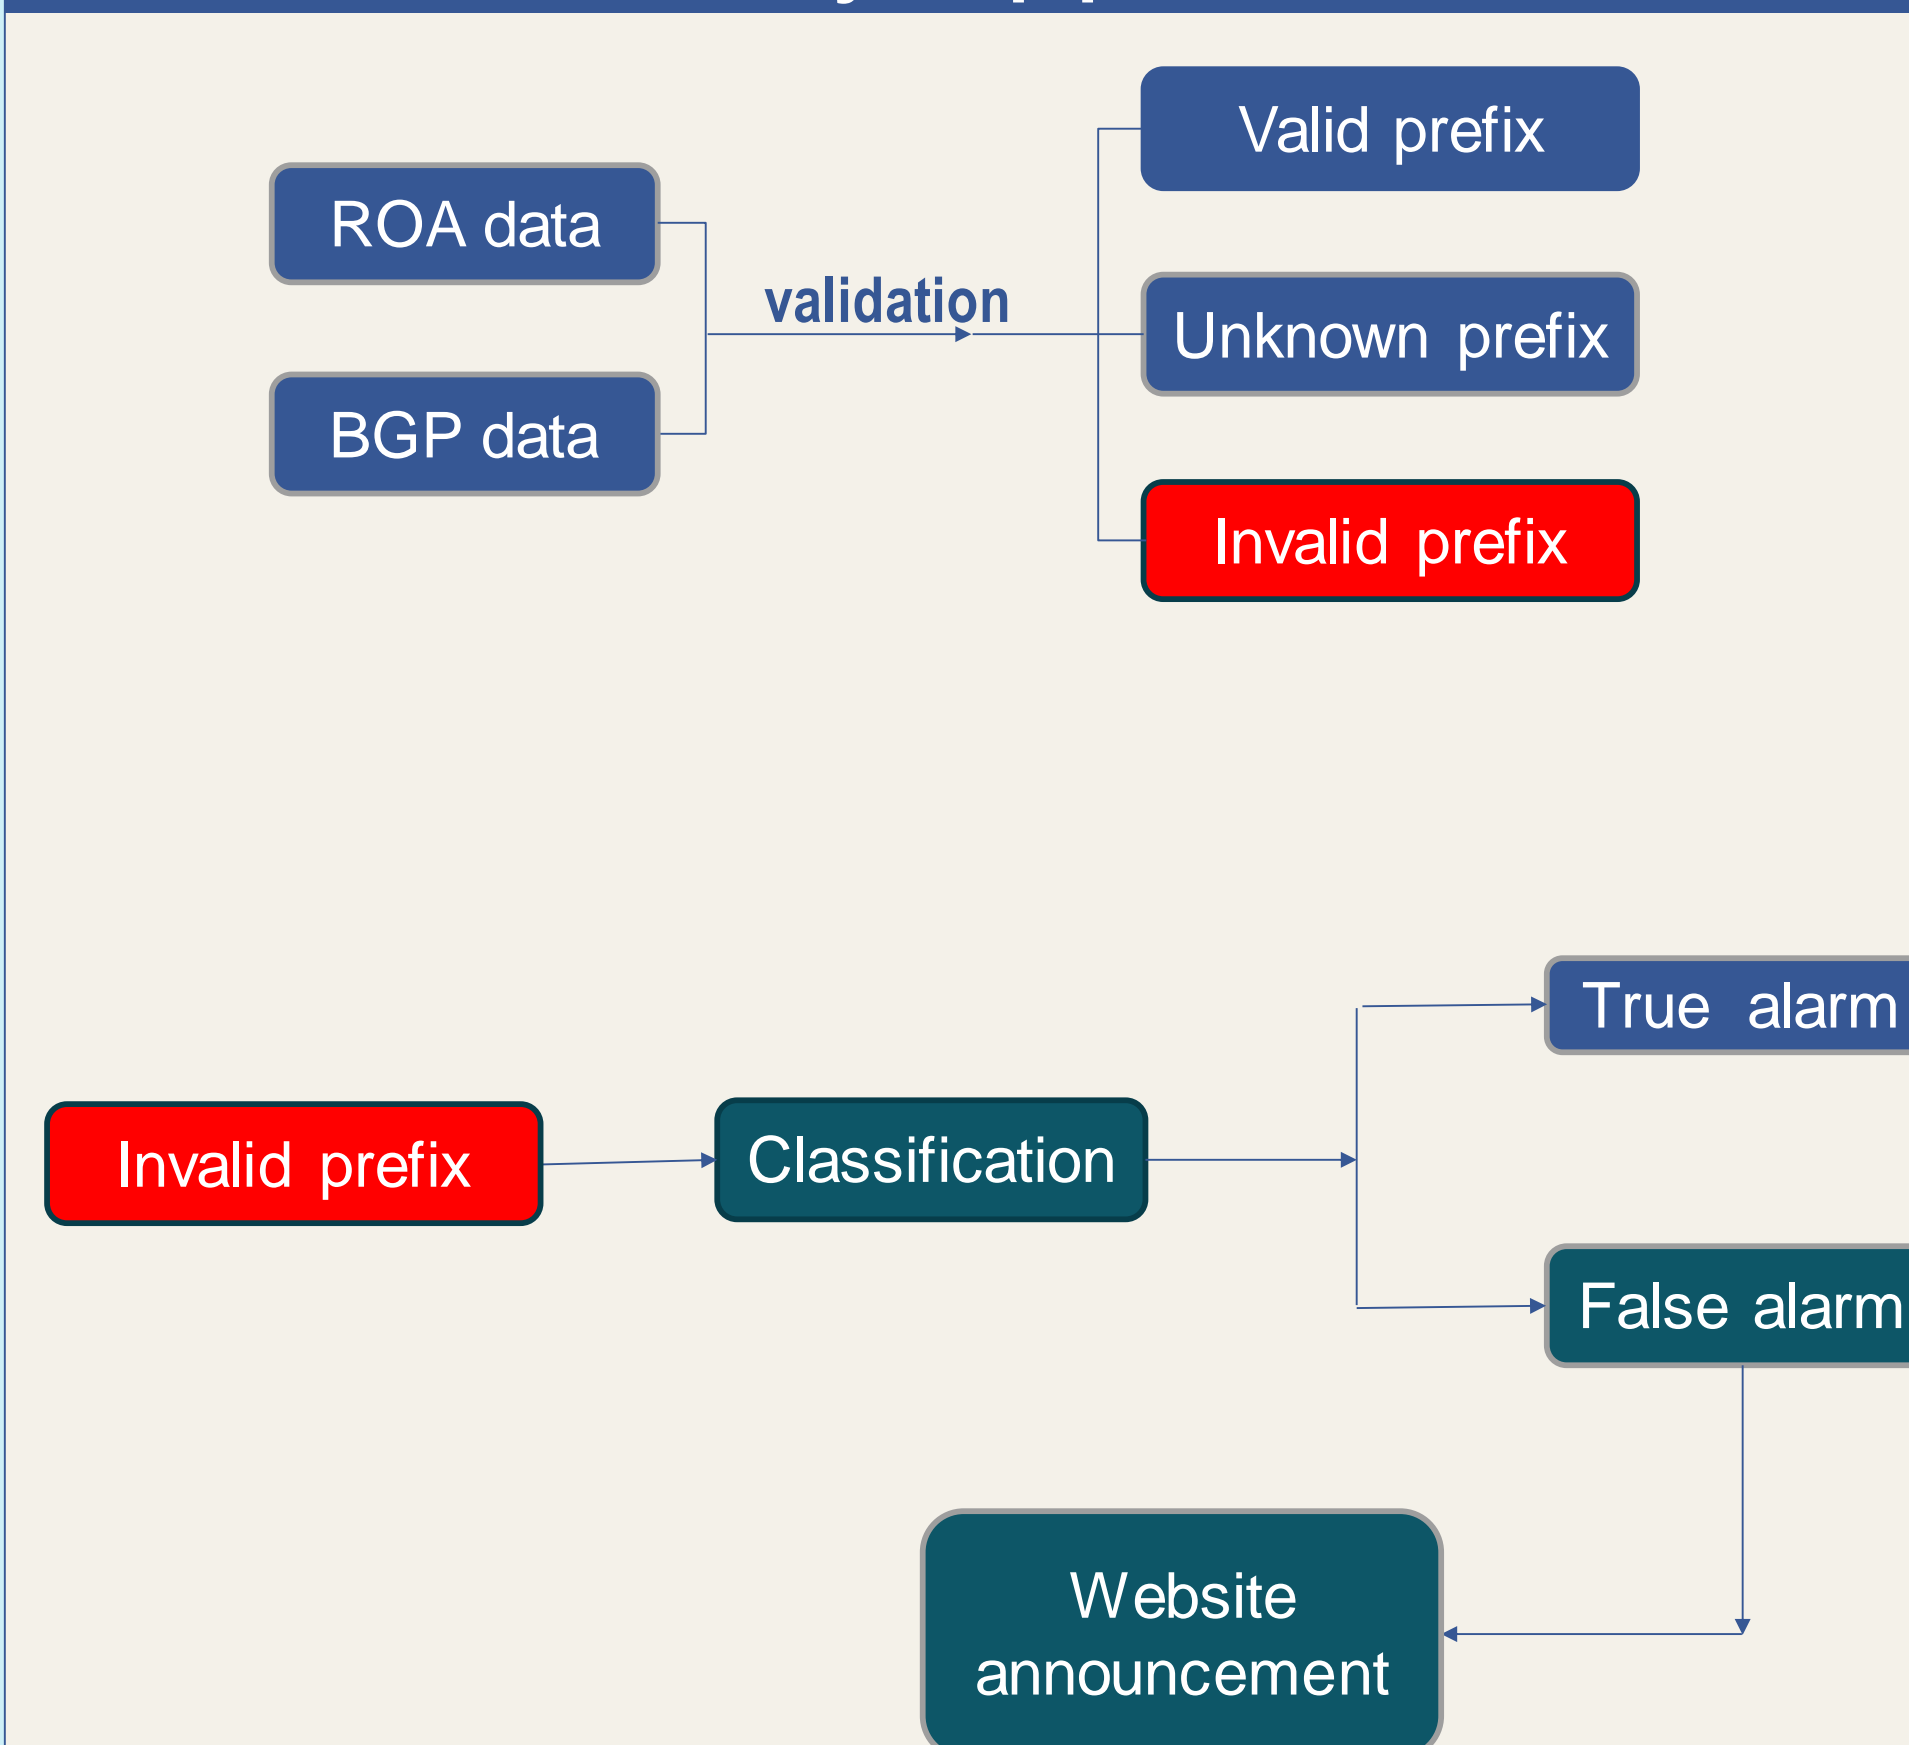 Valid prefix
ROA data
validation
Unknown prefix
BGP data
Invalid prefix
True alarm
Invalid prefix
Classification
False alarm
Website
announcement